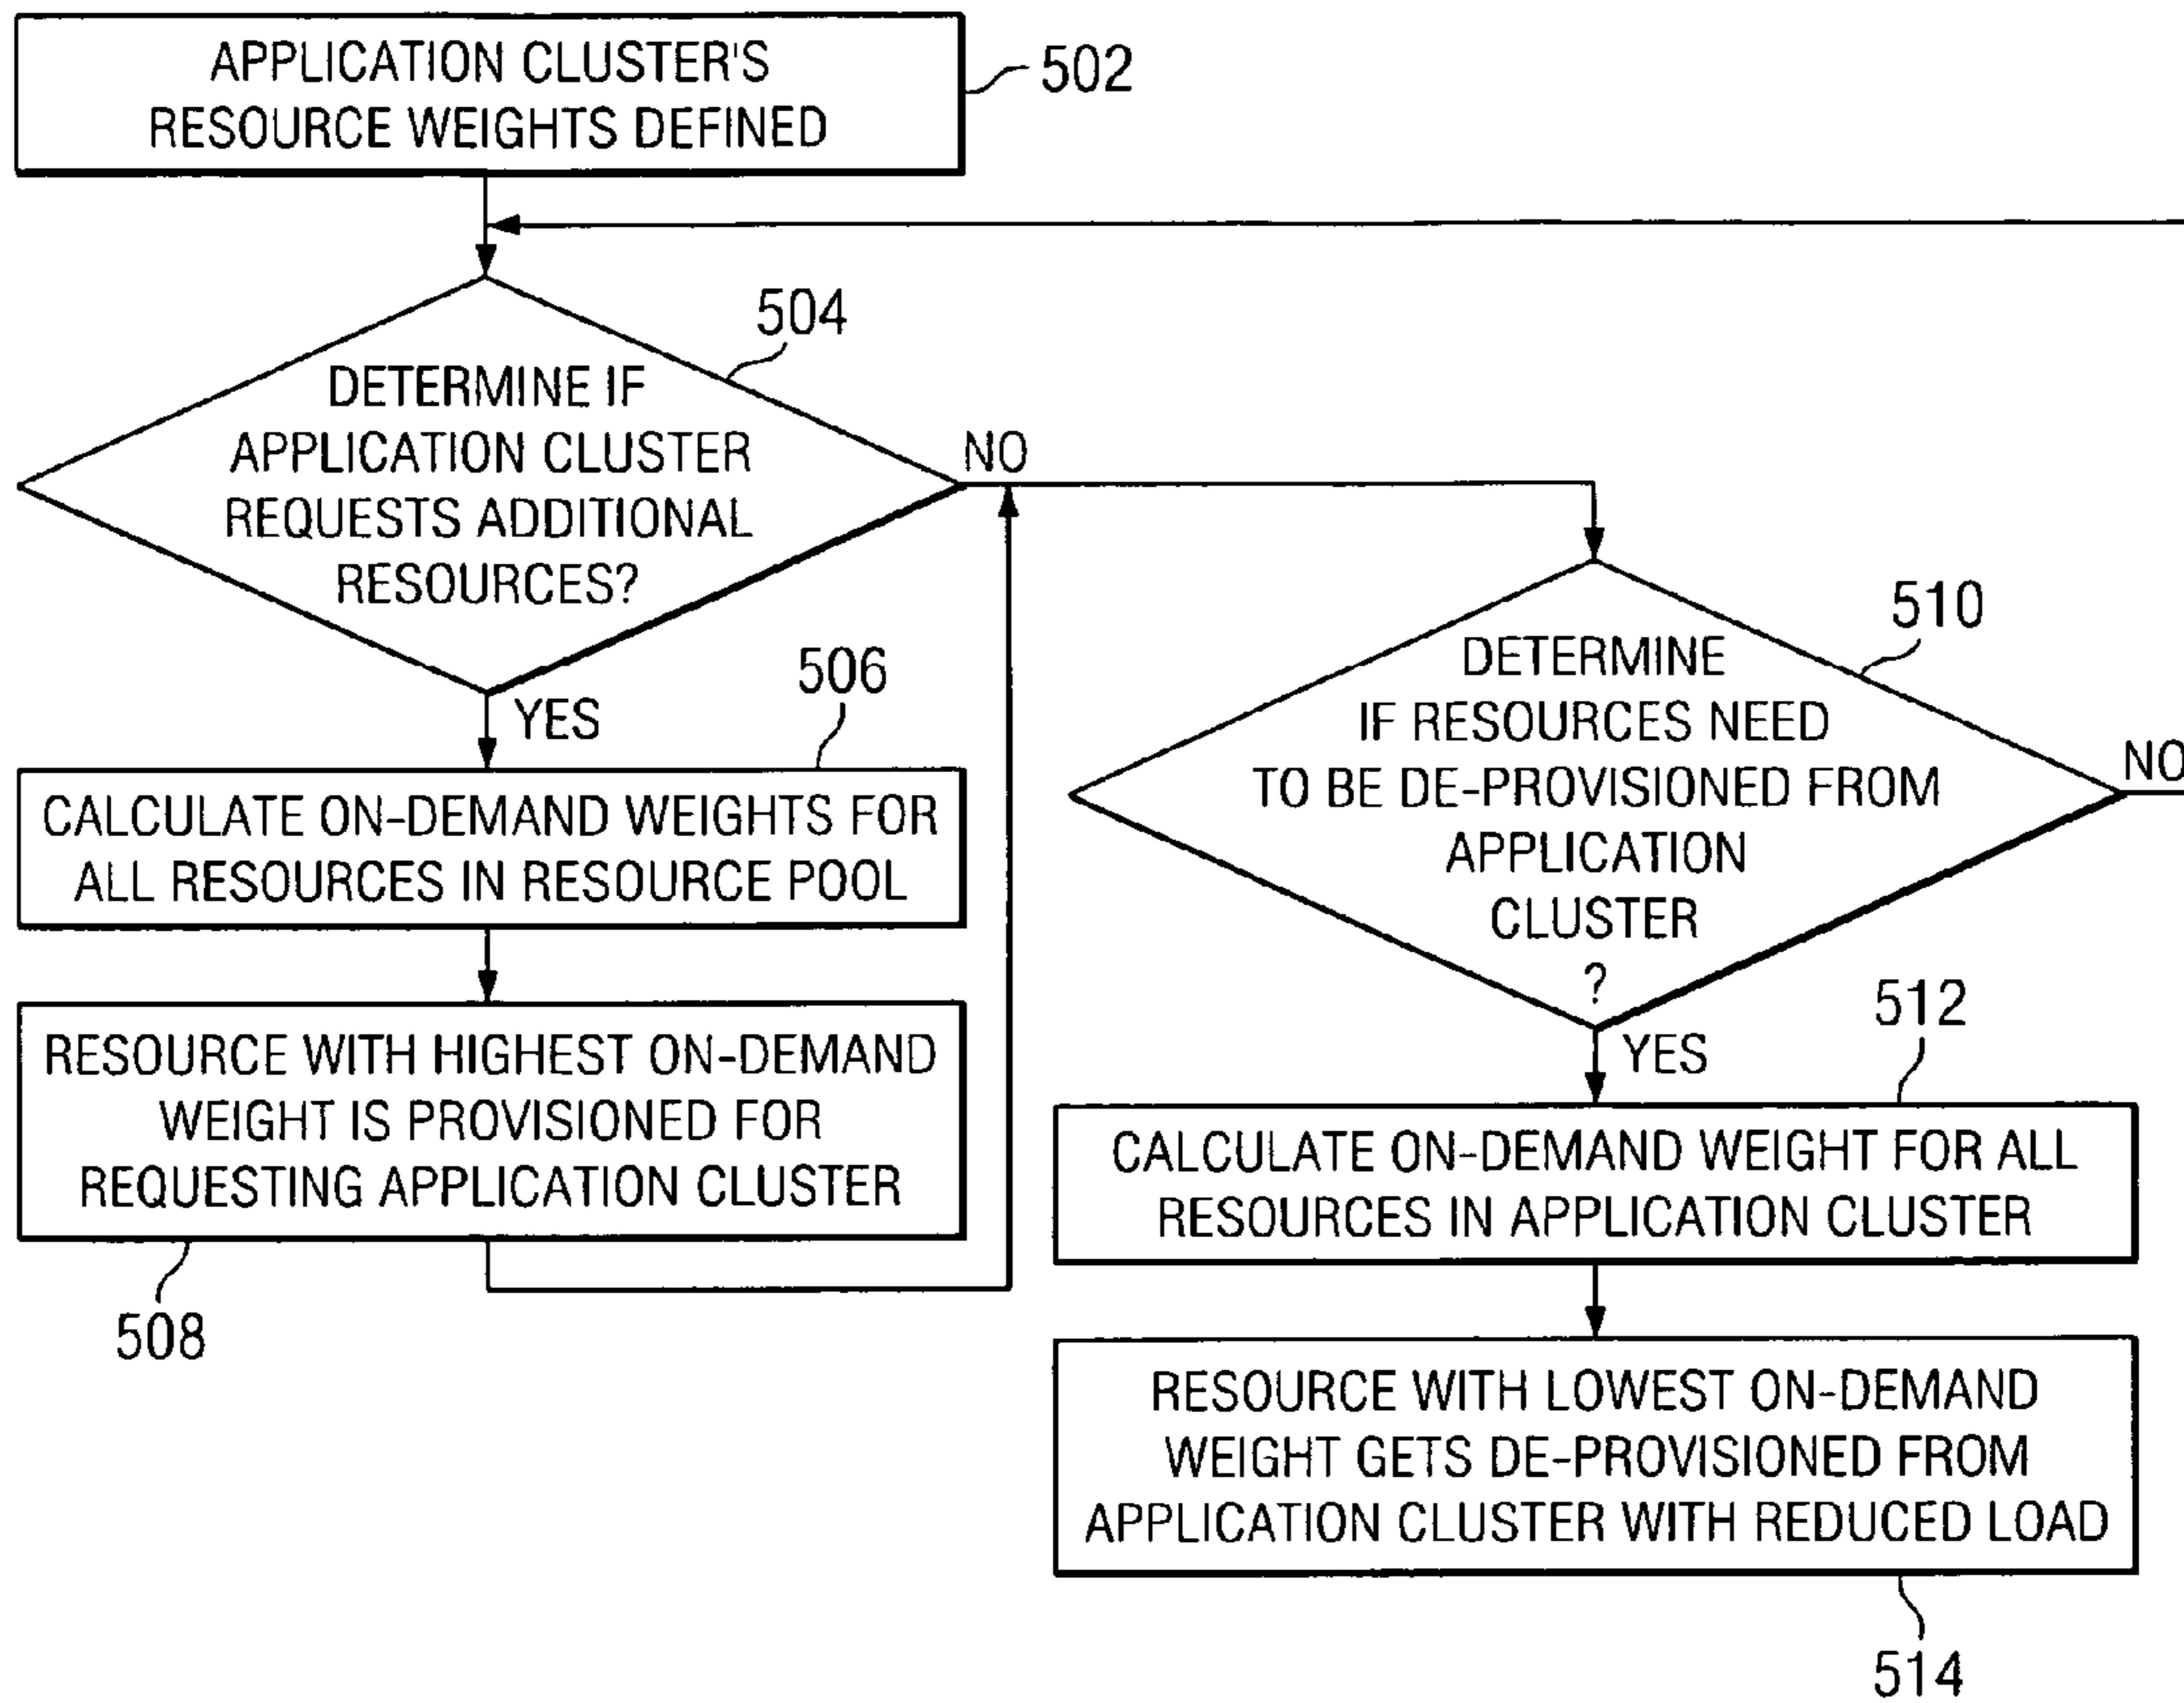 APPLICATION CLUSTER'S
RESOURCE WEIGHTS DEFINED
502
504
DETERMINE IF
APPLICATION CLUSTER
REQUESTS ADDITIONAL
RESOURCES?
NO
YES
506
CALCULATE ON-DEMAND WEIGHTS FOR
ALL RESOURCES IN RESOURCE POOL
RESOURCE WITH HIGHEST ON-DEMAND
WEIGHT IS PROVISIONED FOR
REQUESTING APPLICATION CLUSTER
508
510
DETERMINE
IF RESOURCES NEED
TO BE DE-PROVISIONED FROM
APPLICATION
CLUSTER
?
NO
YES
512
CALCULATE ON-DEMAND WEIGHT FOR ALL
RESOURCES IN APPLICATION CLUSTER
RESOURCE WITH LOWEST ON-DEMAND
WEIGHT GETS DE-PROVISIONED FROM
APPLICATION CLUSTER WITH REDUCED LOAD
514